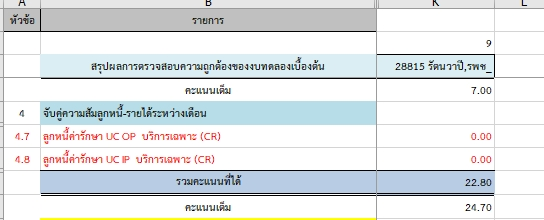 A B K L
หัวข้อ รายการ
9
สรุปผลการตรวจสอบความถูกต้องของงบทดลองเบื้องต้น 28815 รัตนวาปี,รพช_
คะแนนเต็ม 7.00
4 จับคู่ความสัมลูกหนี้-รายได้ระหว่างเดือน
4.7 ลูกหนี้ค่ารักษา UC OP บริการเฉพาะ (CR) 0.00
4.8 ลูกหนี้ค่ารักษา UC IP บริการเฉพาะ (CR) 0.00
รวมคะแนนที่ได้ 22.80
คะแนนเต็ม 24.70